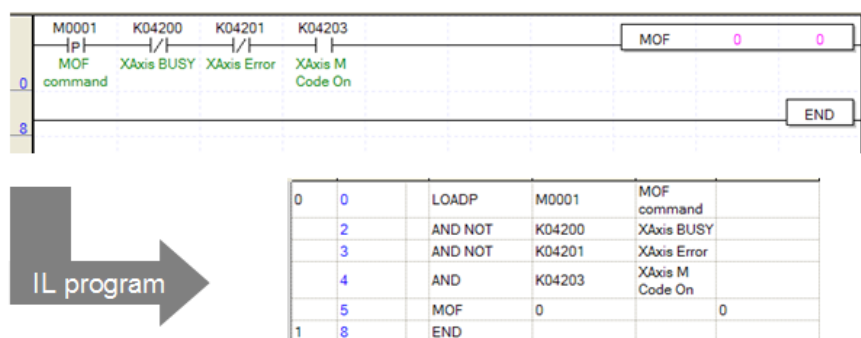 M0001 K04200 K04201 K04203
P / / MOF 0 0
MOF XAxis BUSY XAxis Error XAxis M
0 command Code On
END
8
0 0 LOADP M0001 MOF
command
2 AND NOT K04200 XAxis BUSY
3 AND NOT K04201 XAxis Error
4 AND K04203 XAxis M
Code On
5 MOF 0 0
1 8 END
IL program